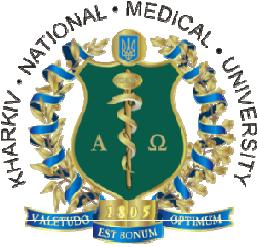 KHARKIV • NATIONAL • MEDICAL • UNIVERSITY
Α Ω
1805
VALETUDO EST BONUM OPTIMUM